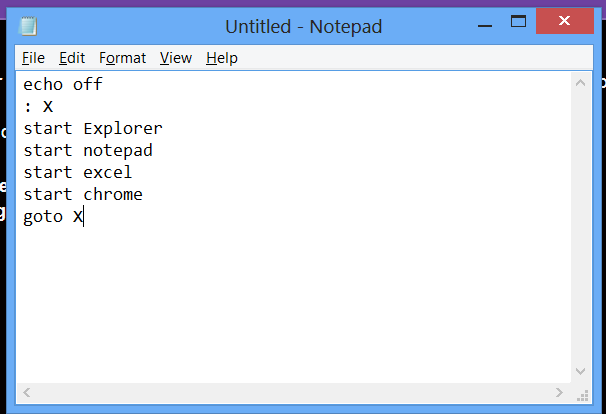 Untitled - Notepad
File Edit Format View Help
echo off
: X
start Explorer
start notepad
start excel
start chrome
goto X